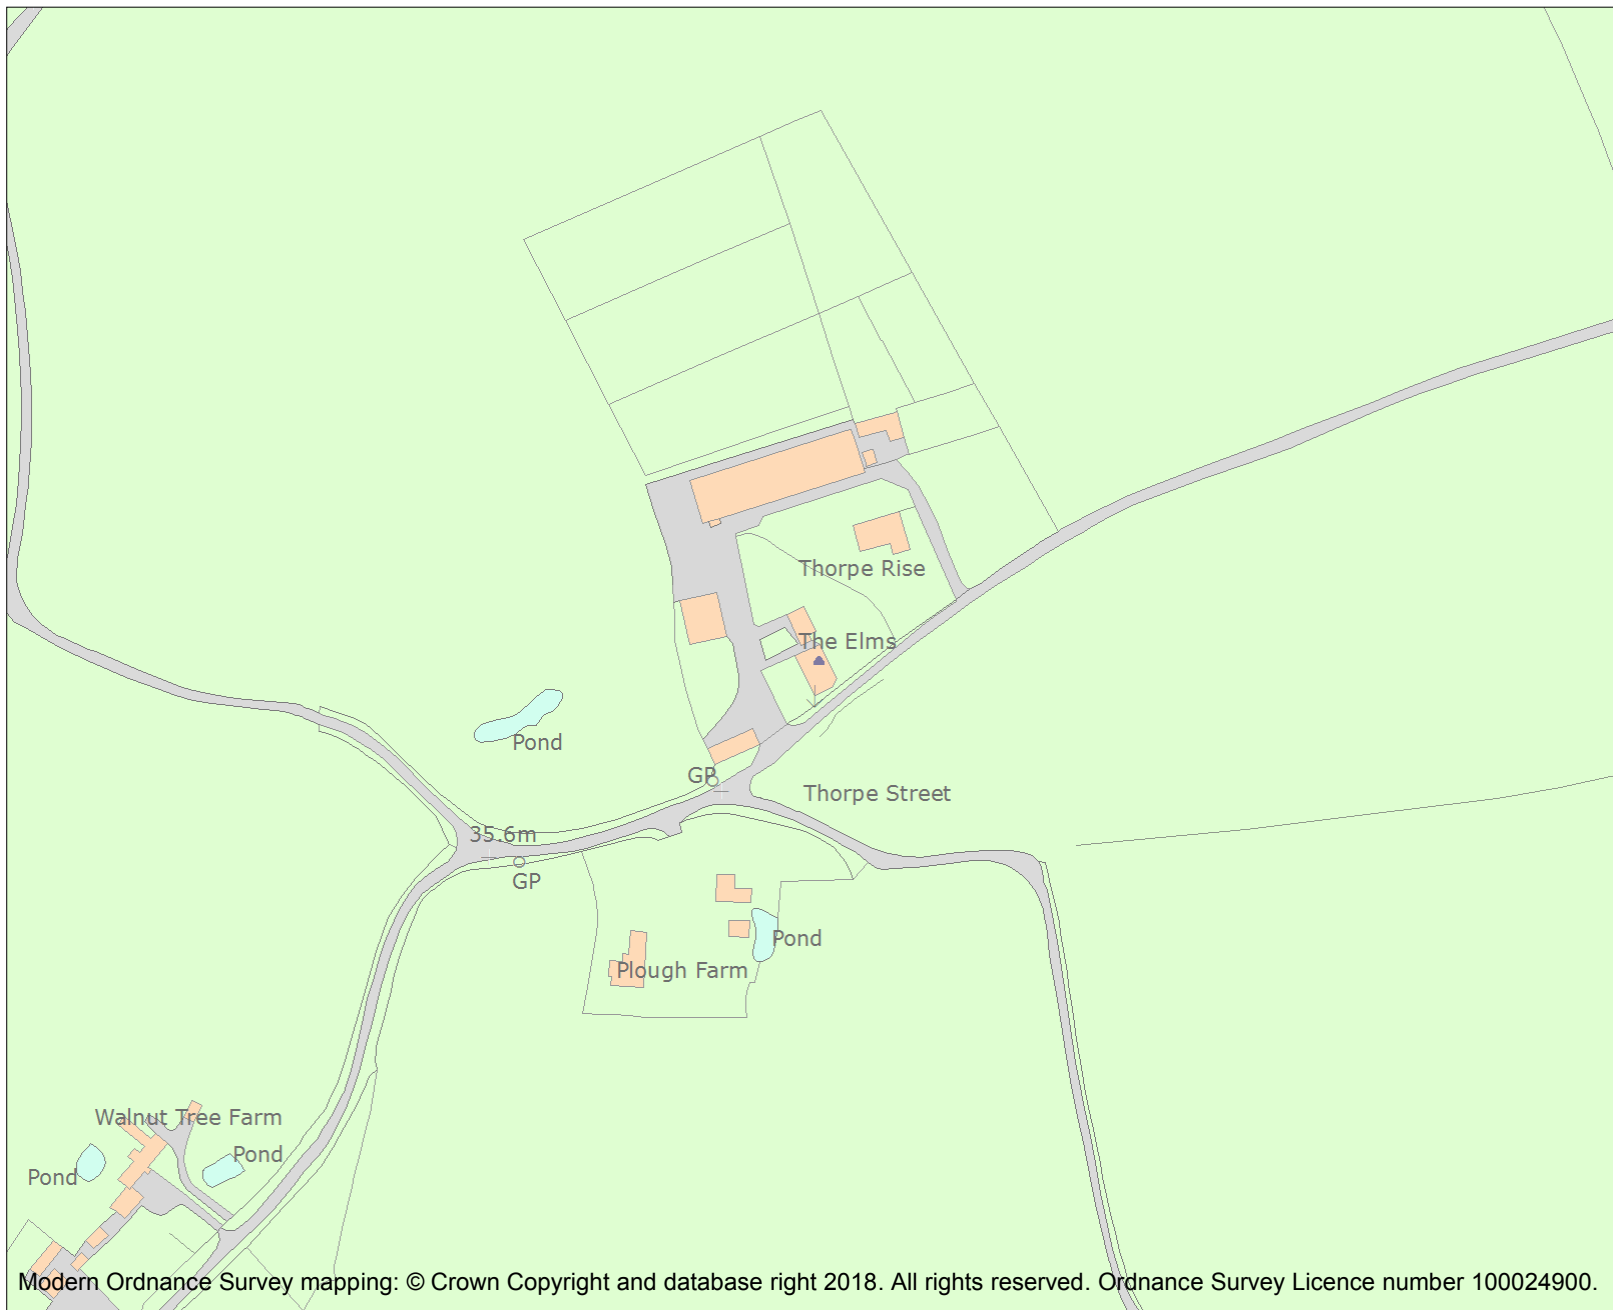 Thorpe Rise
The Elms
Pond
GP
Thorpe Street
35.6m
GP
Pond
Plough Farm
Walnut Tree Farm
Pond
Pond
Modern Ordnance Survey mapping: © Crown Copyright and database right 2018. All rights reserved. Ordnance Survey Licence number 100024900.